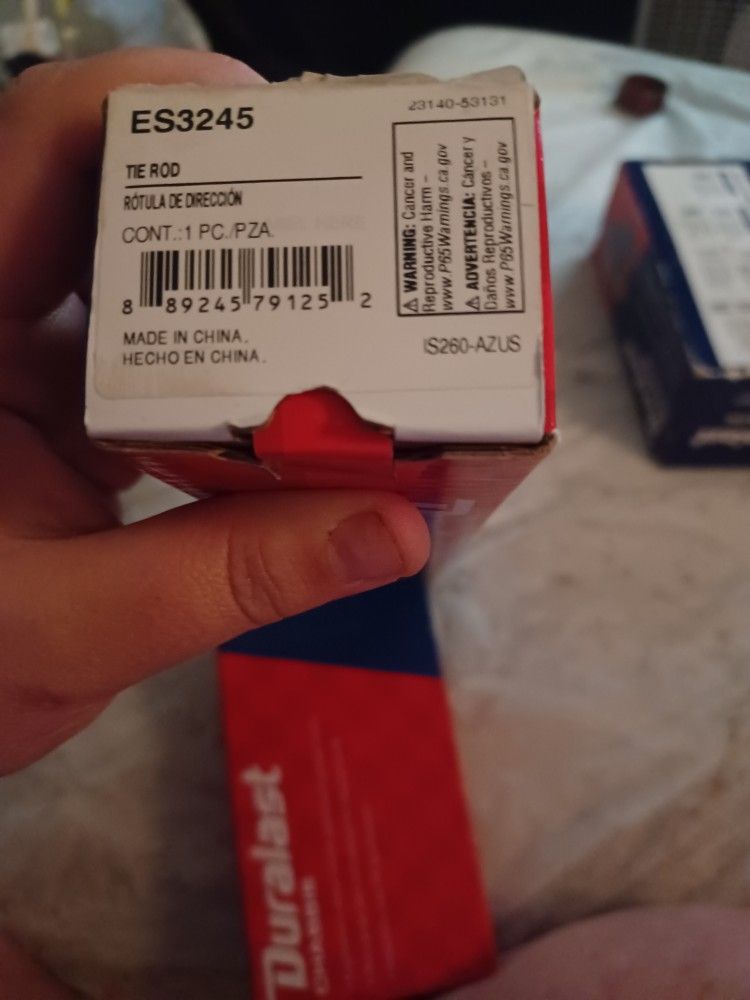 ES3245
23140-53131
TIE ROD
RÓTULA DE DIRECCIÓN
CONT.:1 PC./PZA.
8 89245 79125 2
MADE IN CHINA.
HECHO EN CHINA.
⚠ WARNING: Cancer and
Reproductive Harm –
www.P65Warnings.ca.gov
⚠ ADVERTENCIA: Cáncer y
Daños Reproductivos –
www.P65Warnings.ca.gov
IS260-AZUS
Duralast
CHASSIS